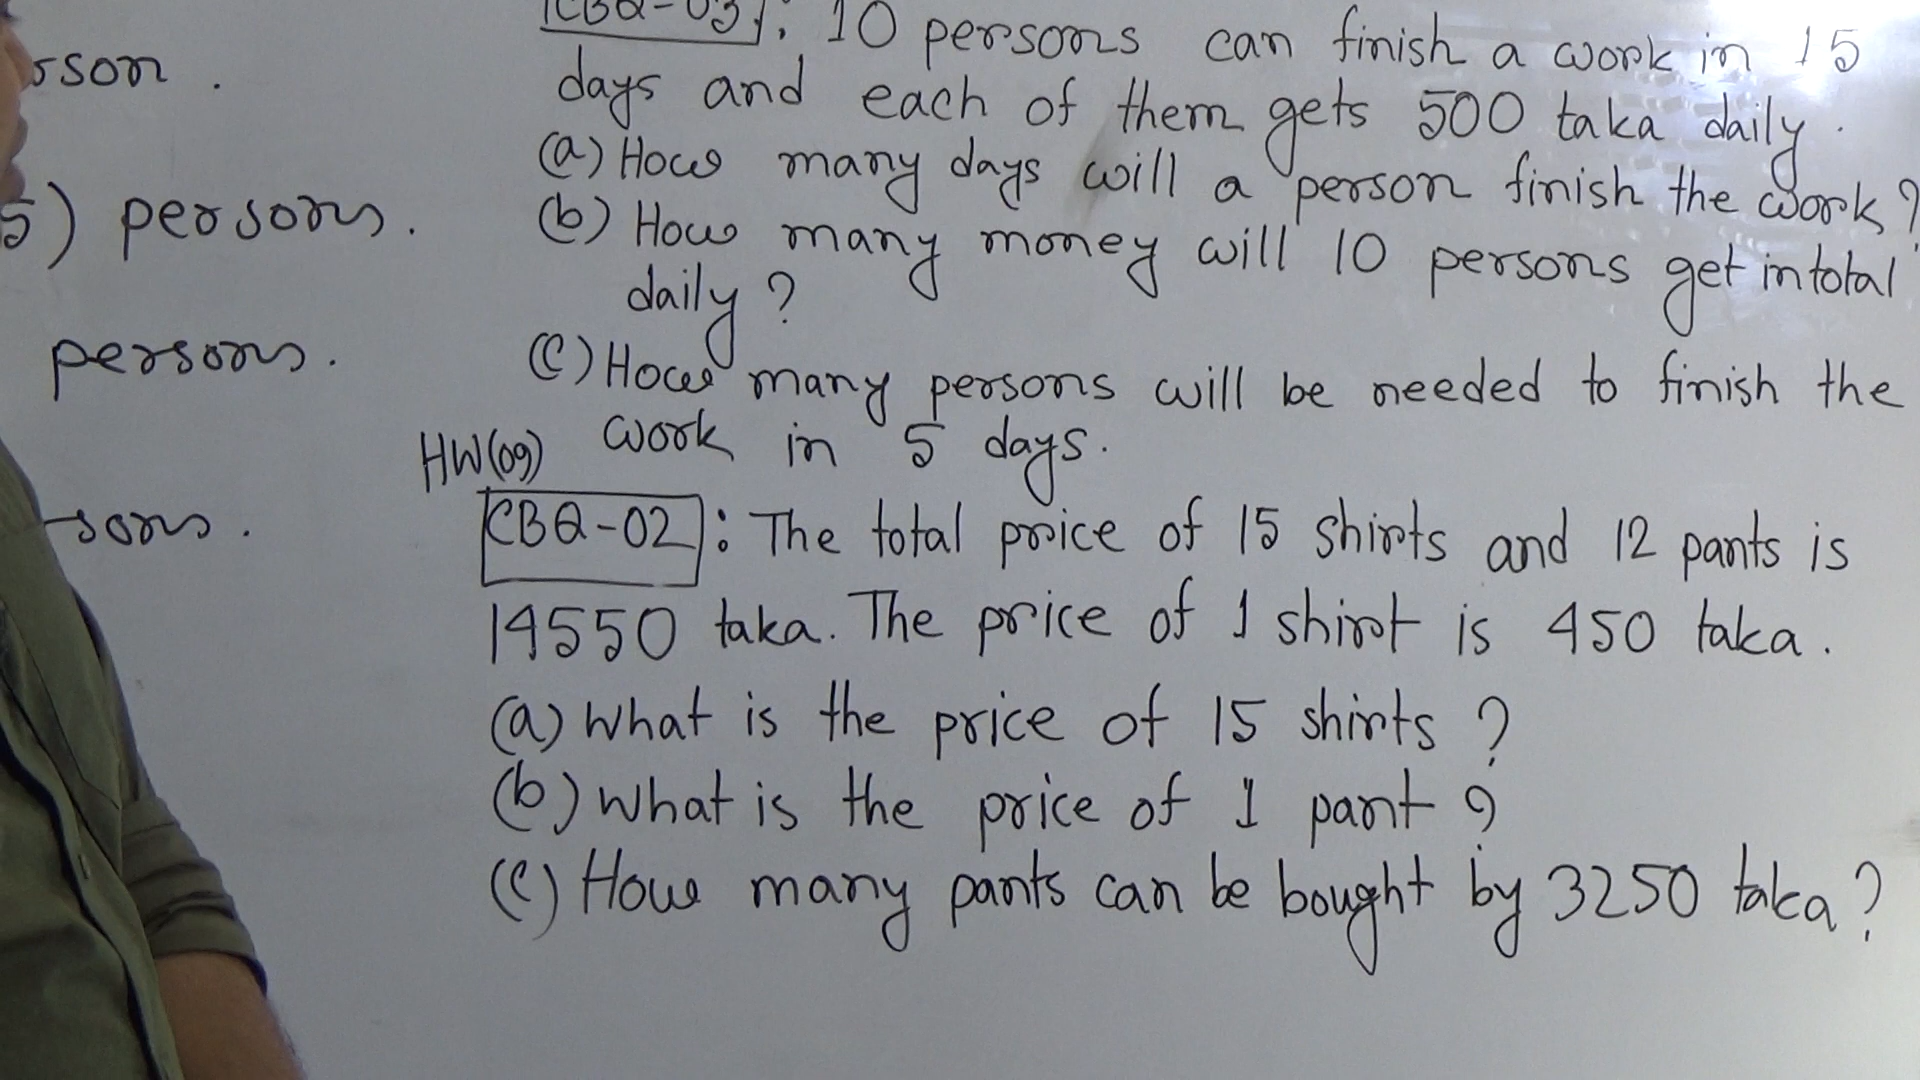 CBQ-03: 10 persons can finish a work in 15
days and each of them gets 500 taka daily.
(a) How many days will a person finish the work?
(b) How many money will 10 persons get in total
daily?
(c) How many persons will be needed to finish the
work in 5 days.
HW(09)
CBQ-02: The total price of 15 shirts and 12 pants is
14550 taka. The price of 1 shirt is 450 taka.
(a) What is the price of 15 shirts?
(b) What is the price of 1 pant?
(c) How many pants can be bought by 3250 taka?
rson.
5) persons.
persons.
sons.